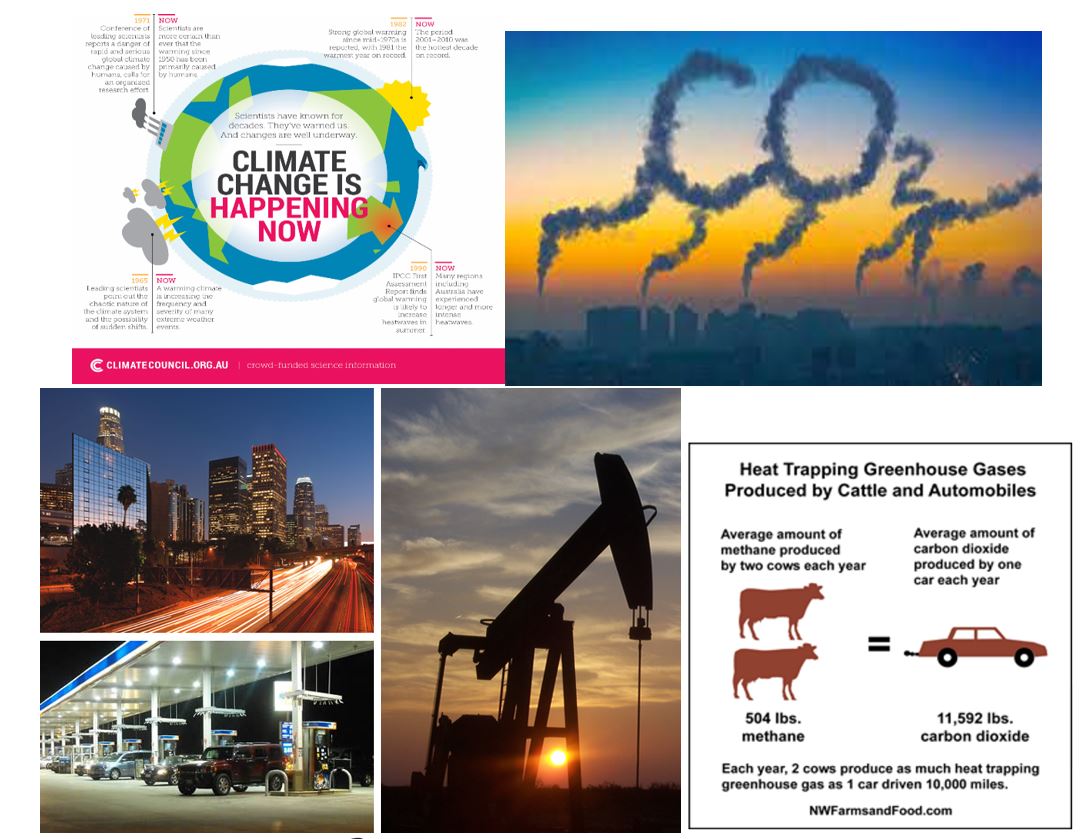 1971
Conference of
leading scientists
reports a danger of
rapid and serious
global climate
change caused by
humans, calls for
an organised
research effort.
NOW
Scientists are
more certain than
ever that the
warming since
1950 has been
primarily caused
by humans.
1982
Strong global warming
since mid-1970s is
reported, with 1981 the
warmest year on record.
NOW
The period
2001-2010 was
the hottest decade
on record.
Scientists have known for
decades. They've warned us.
And changes are well underway.
CLIMATE
CHANGE IS
HAPPENING
NOW
1965
Leading scientists
point out the
chaotic nature of
the climate system
and the possibility
of sudden shifts.
NOW
A warming climate
is increasing the
frequency and
severity of many
extreme weather
events.
1990
IPCC First
Assessment
Report finds
global warming
is likely to
increase
heatwaves in
summer.
NOW
Many regions
including
Australia have
experienced
longer and more
intense
heatwaves.
CLIMATECOUNCIL.ORG.AU | crowd-funded science information
CO2
Heat Trapping Greenhouse Gases
Produced by Cattle and Automobiles
Average amount of
methane produced
by two cows each year
Average amount of
carbon dioxide
produced by one
car each year
=
504 lbs.
methane
11,592 lbs.
carbon dioxide
Each year, 2 cows produce as much heat trapping
greenhouse gas as 1 car driven 10,000 miles.
NWFarmsandFood.com